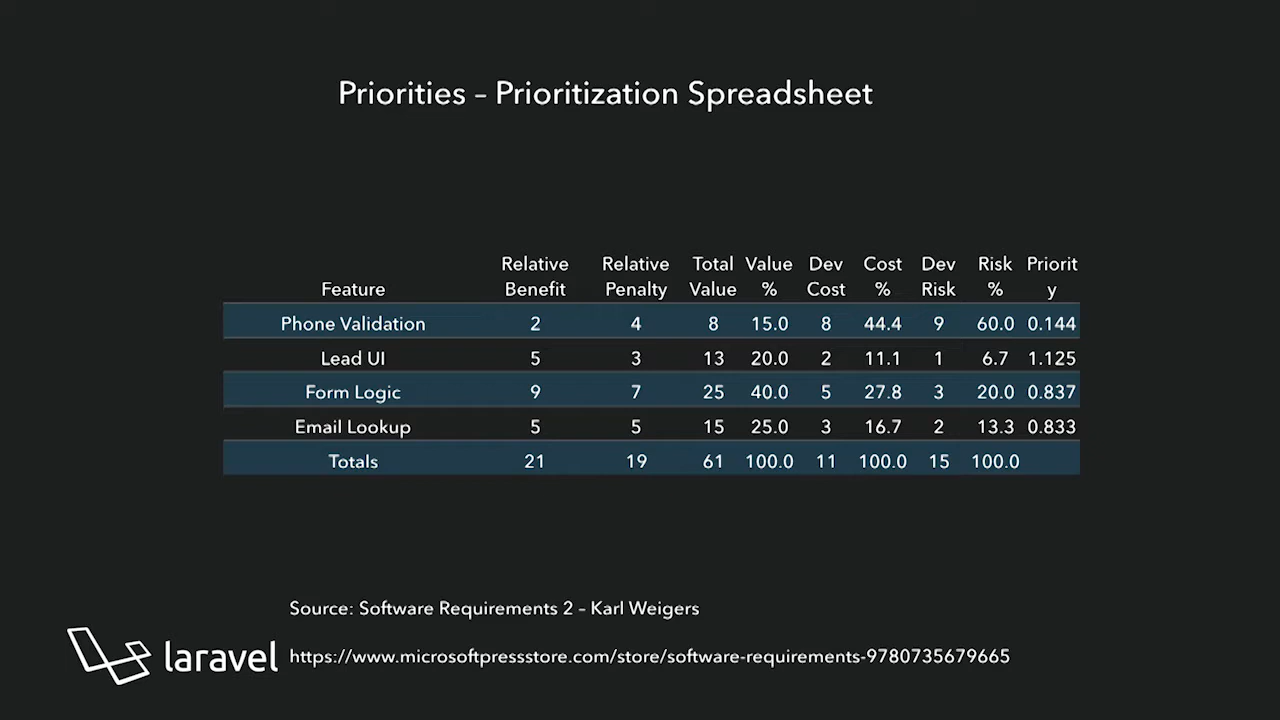 Priorities – Prioritization Spreadsheet
Feature Relative Benefit Relative Penalty Total Value Value % Dev Cost Cost % Dev Risk Risk % Priority
Phone Validation 2 4 8 15.0 8 44.4 9 60.0 0.144
Lead UI 5 3 13 20.0 2 11.1 1 6.7 1.125
Form Logic 9 7 25 40.0 5 27.8 3 20.0 0.837
Email Lookup 5 5 15 25.0 3 16.7 2 13.3 0.833
Totals 21 19 61 100.0 11 100.0 15 100.0
Source: Software Requirements 2 – Karl Weigers
laravel https://www.microsoftpressstore.com/store/software-requirements-9780735679665